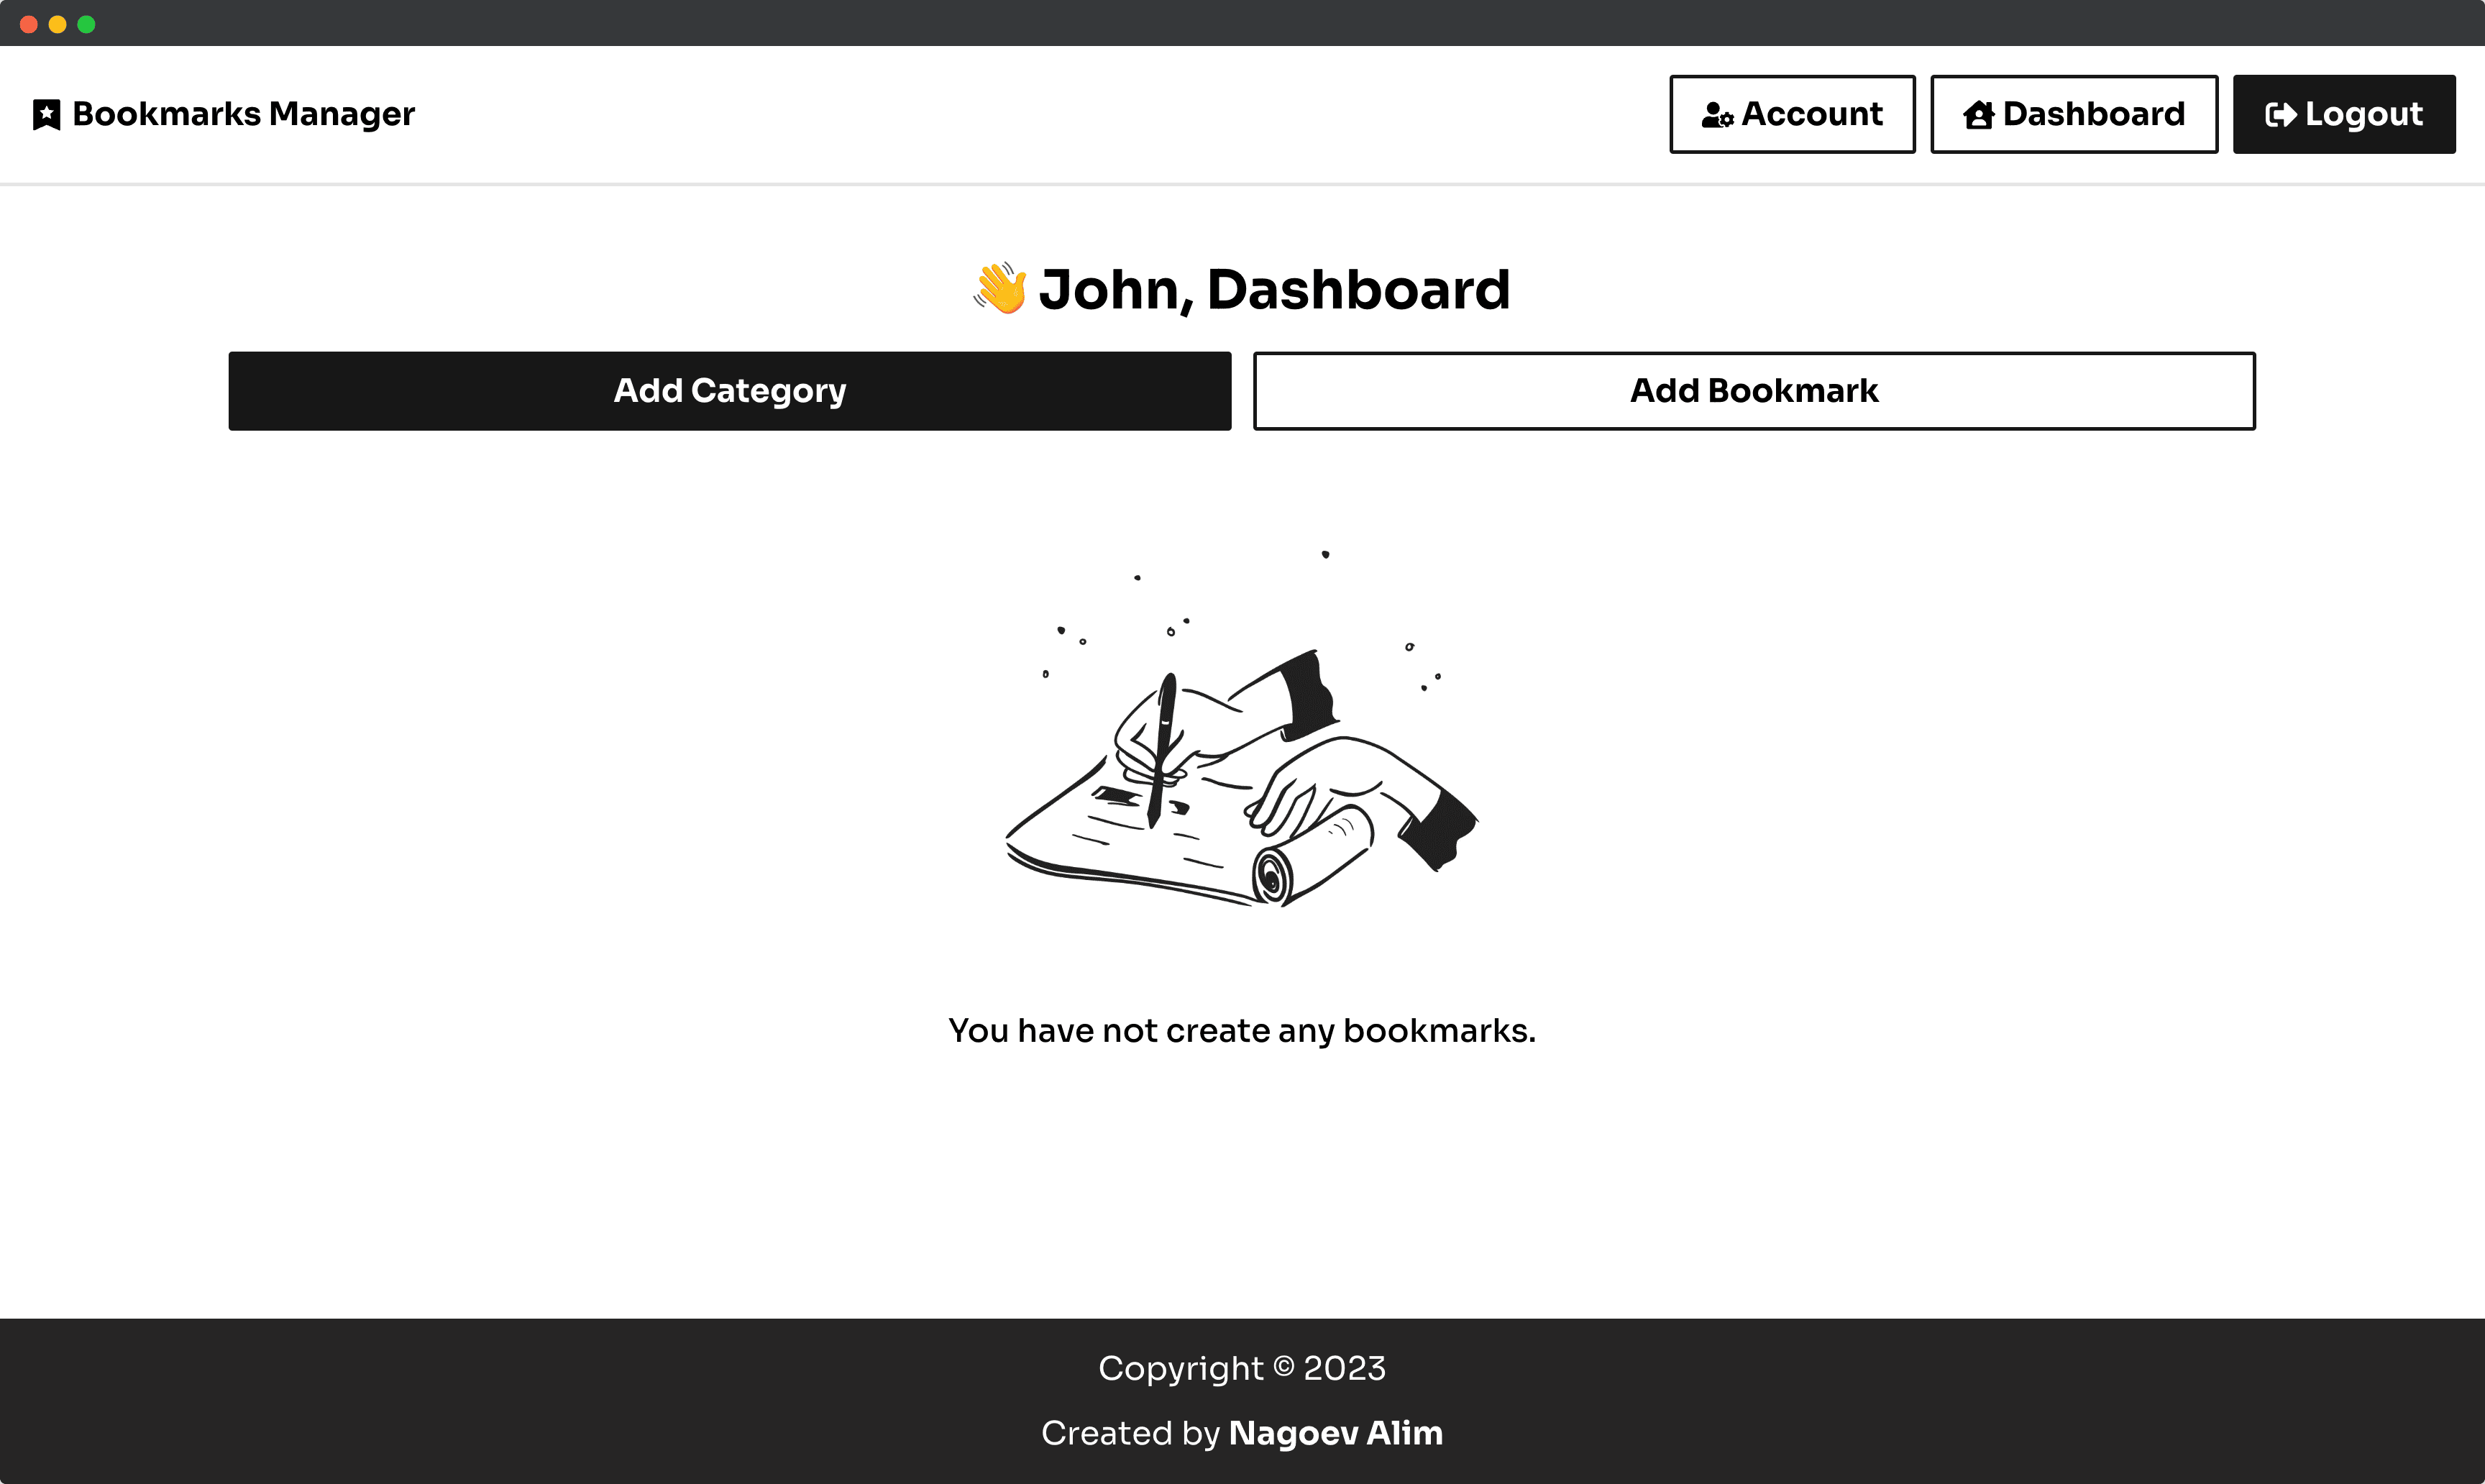 Bookmarks Manager
Account
Dashboard
Logout
👋 John, Dashboard
Add Category
Add Bookmark
You have not create any bookmarks.
Copyright © 2023
Created by Nagoev Alim